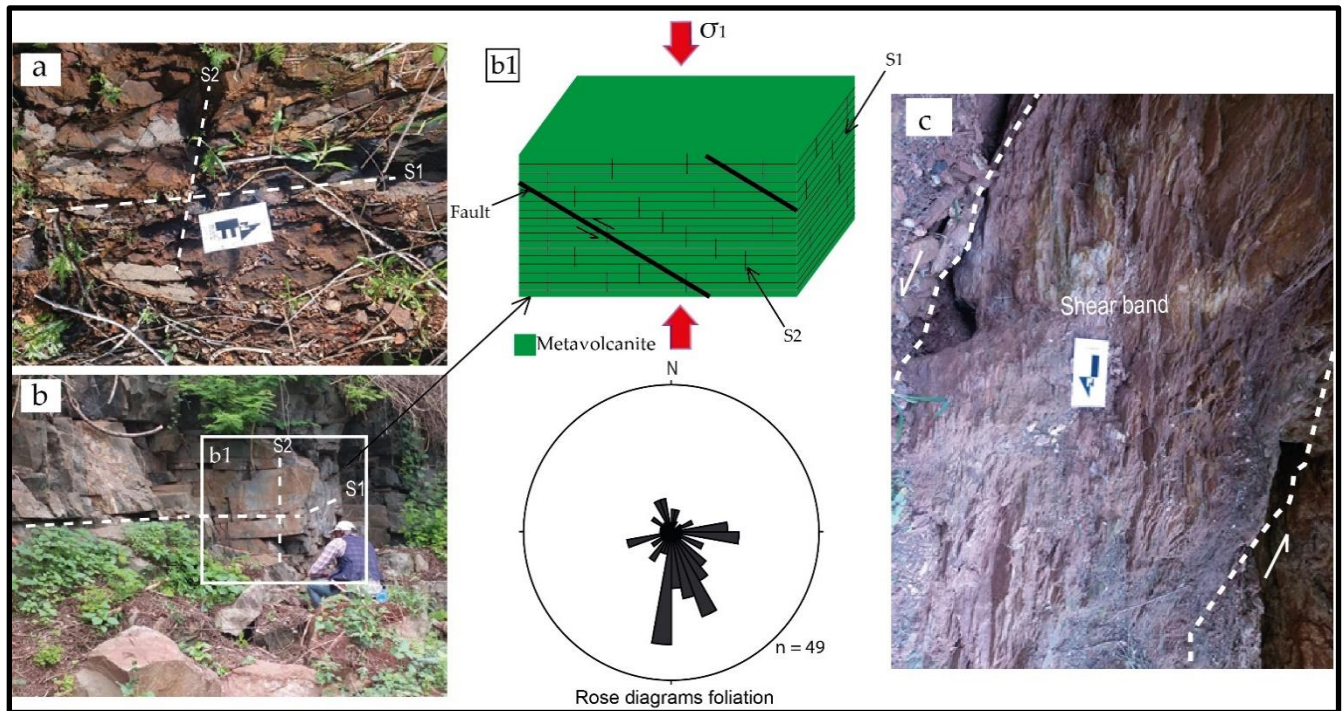 a
S2
S1
b
b1
S2
S1
b1
σ1
S1
Fault
S2
Metavolcanite
N
n = 49
Rose diagrams foliation
c
Shear band